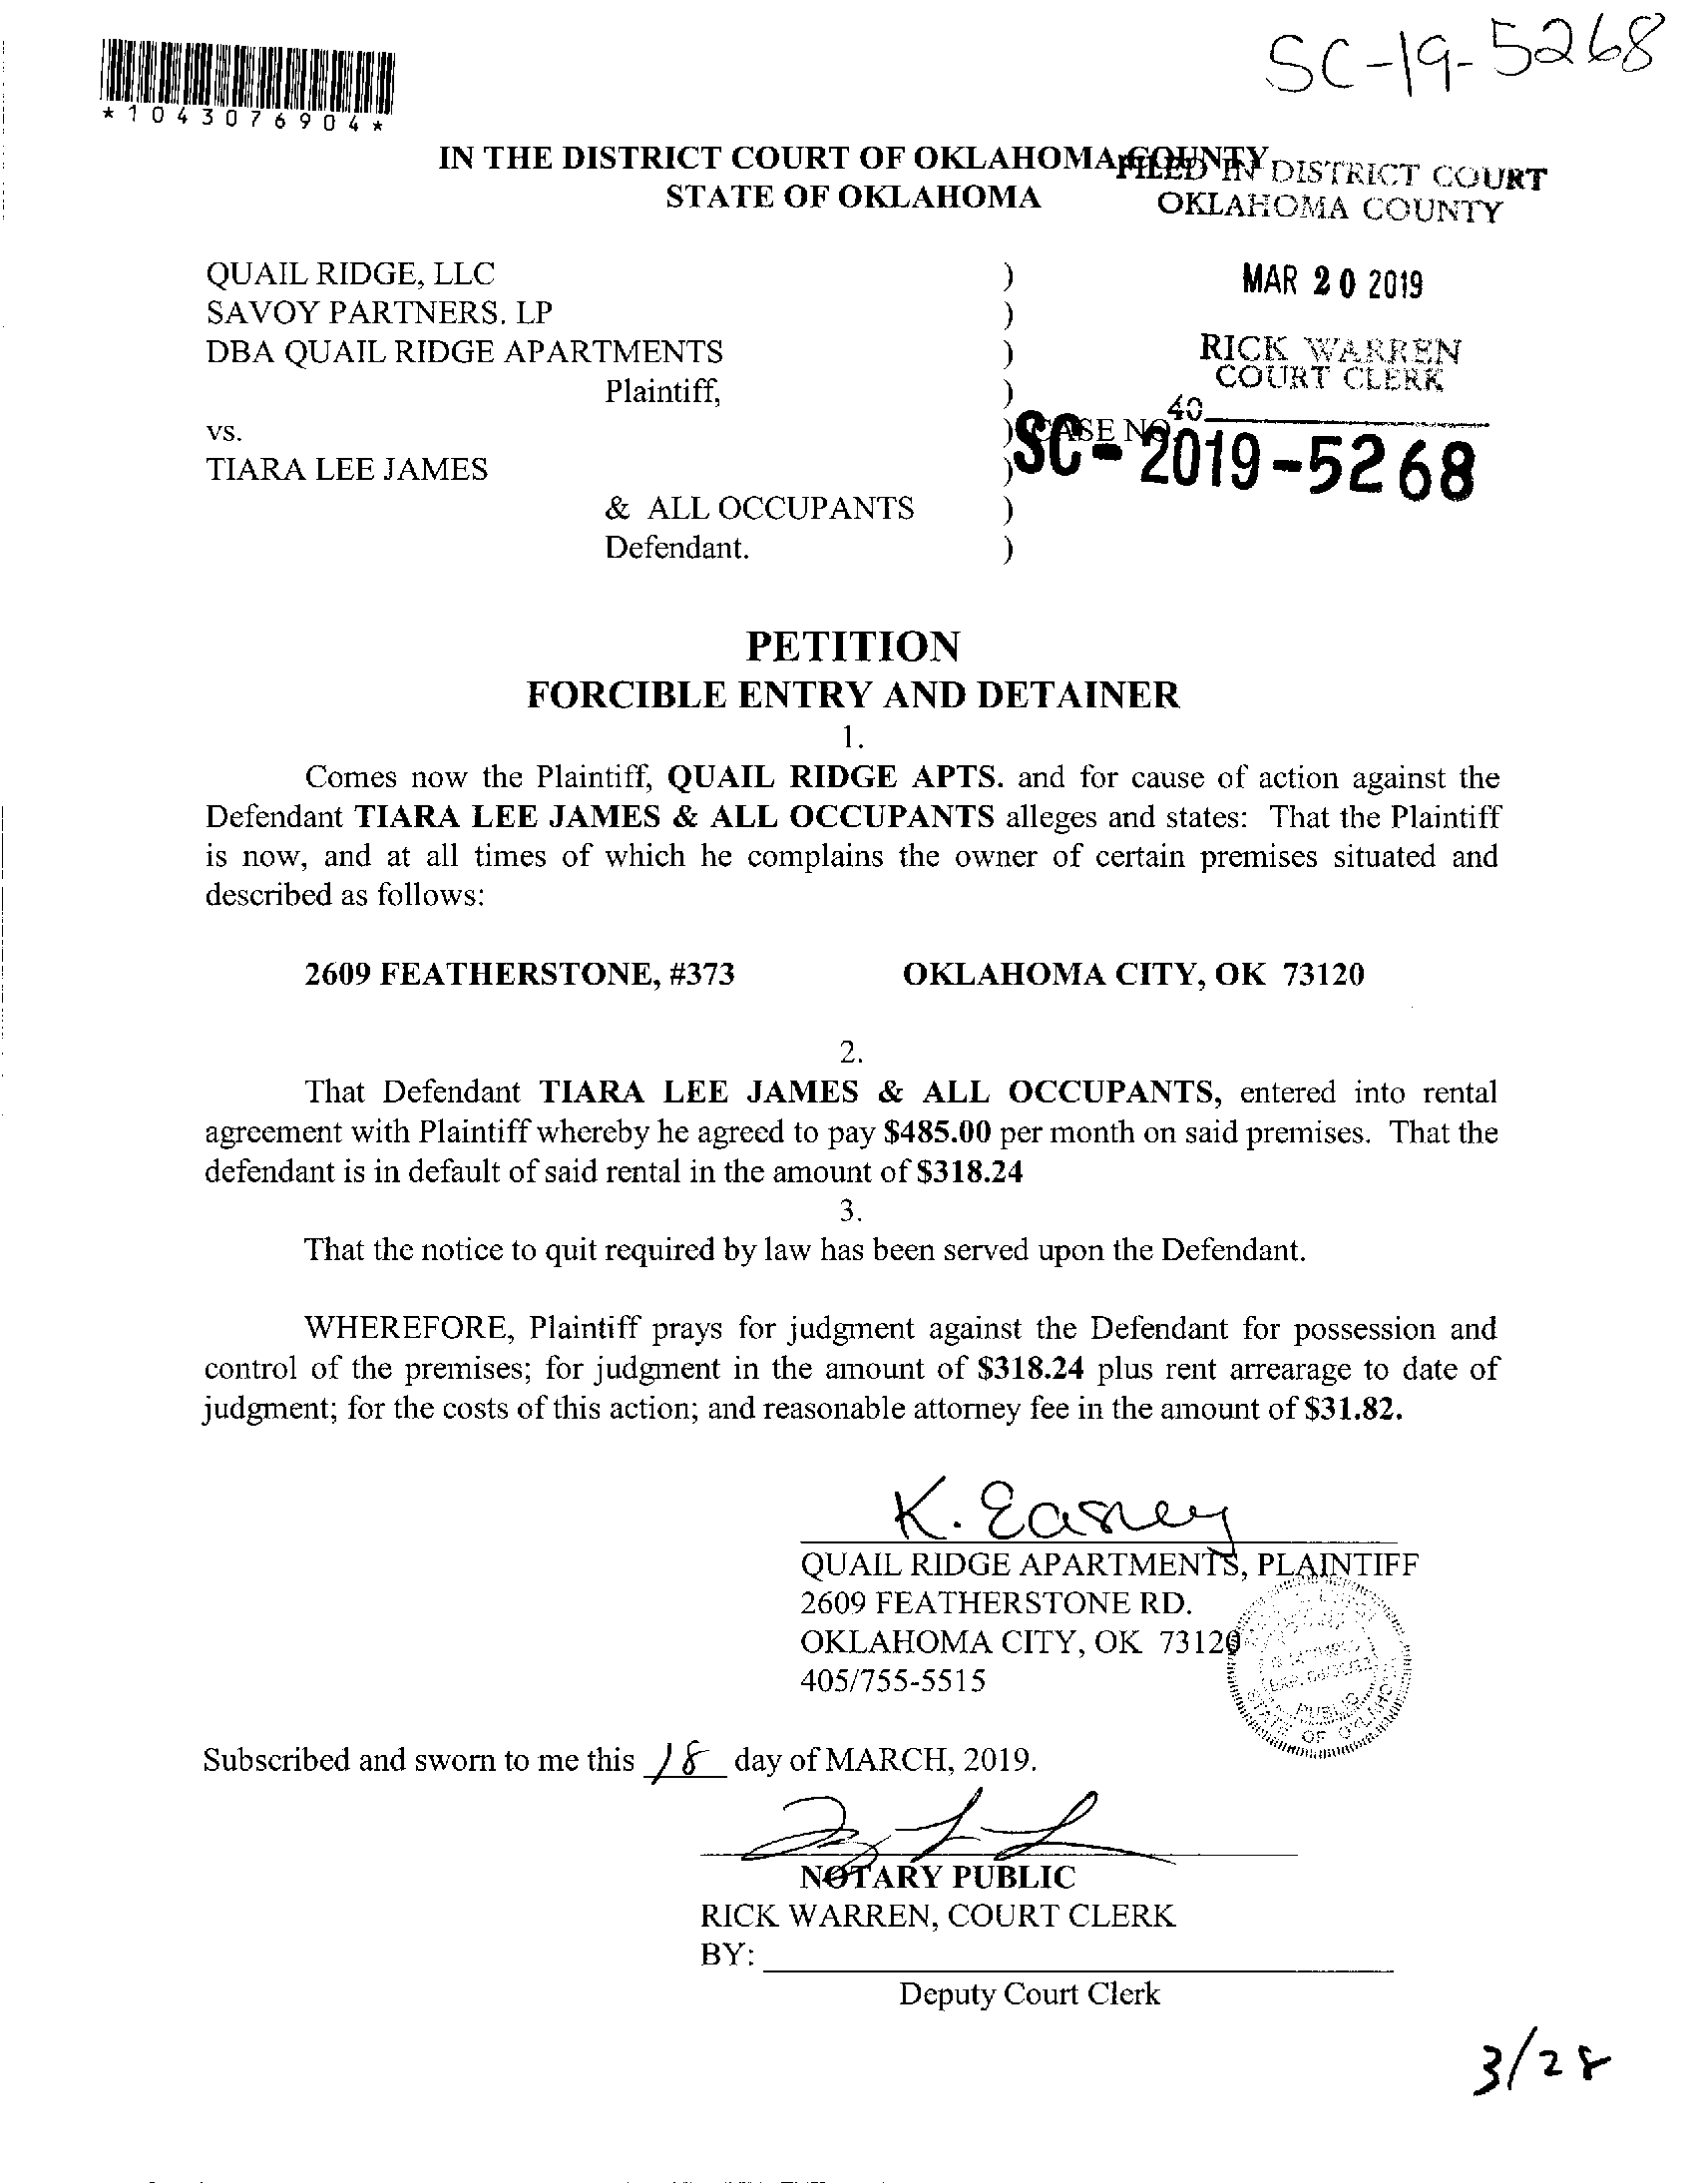 SC-19-5268
*1043076904*
IN THE DISTRICT COURT OF OKLAHOMA COUNTY
STATE OF OKLAHOMA
FILED IN DISTRICT COURT
OKLAHOMA COUNTY
QUAIL RIDGE, LLC )
MAR 20 2019
SAVOY PARTNERS. LP )
DBA QUAIL RIDGE APARTMENTS )
RICK WARREN
COURT CLERK
Plaintiff, )
40
vs. ) CASE NO.
SC-2019-5268
TIARA LEE JAMES )
& ALL OCCUPANTS )
Defendant. )
PETITION
FORCIBLE ENTRY AND DETAINER
1.
Comes now the Plaintiff, QUAIL RIDGE APTS. and for cause of action against the
Defendant TIARA LEE JAMES & ALL OCCUPANTS alleges and states: That the Plaintiff
is now, and at all times of which he complains the owner of certain premises situated and
described as follows:
2609 FEATHERSTONE, #373 OKLAHOMA CITY, OK 73120
2.
That Defendant TIARA LEE JAMES & ALL OCCUPANTS, entered into rental
agreement with Plaintiff whereby he agreed to pay $485.00 per month on said premises. That the
defendant is in default of said rental in the amount of $318.24
3.
That the notice to quit required by law has been served upon the Defendant.
WHEREFORE, Plaintiff prays for judgment against the Defendant for possession and
control of the premises; for judgment in the amount of $318.24 plus rent arrearage to date of
judgment; for the costs of this action; and reasonable attorney fee in the amount of $31.82.
K. Easley
QUAIL RIDGE APARTMENTS, PLAINTIFF
2609 FEATHERSTONE RD.
OKLAHOMA CITY, OK 73120
405/755-5515
PUBLIC
STATE OF OKLAHO
Subscribed and sworn to me this 18 day of MARCH, 2019.
NOTARY PUBLIC
RICK WARREN, COURT CLERK
BY:
Deputy Court Clerk
3/28